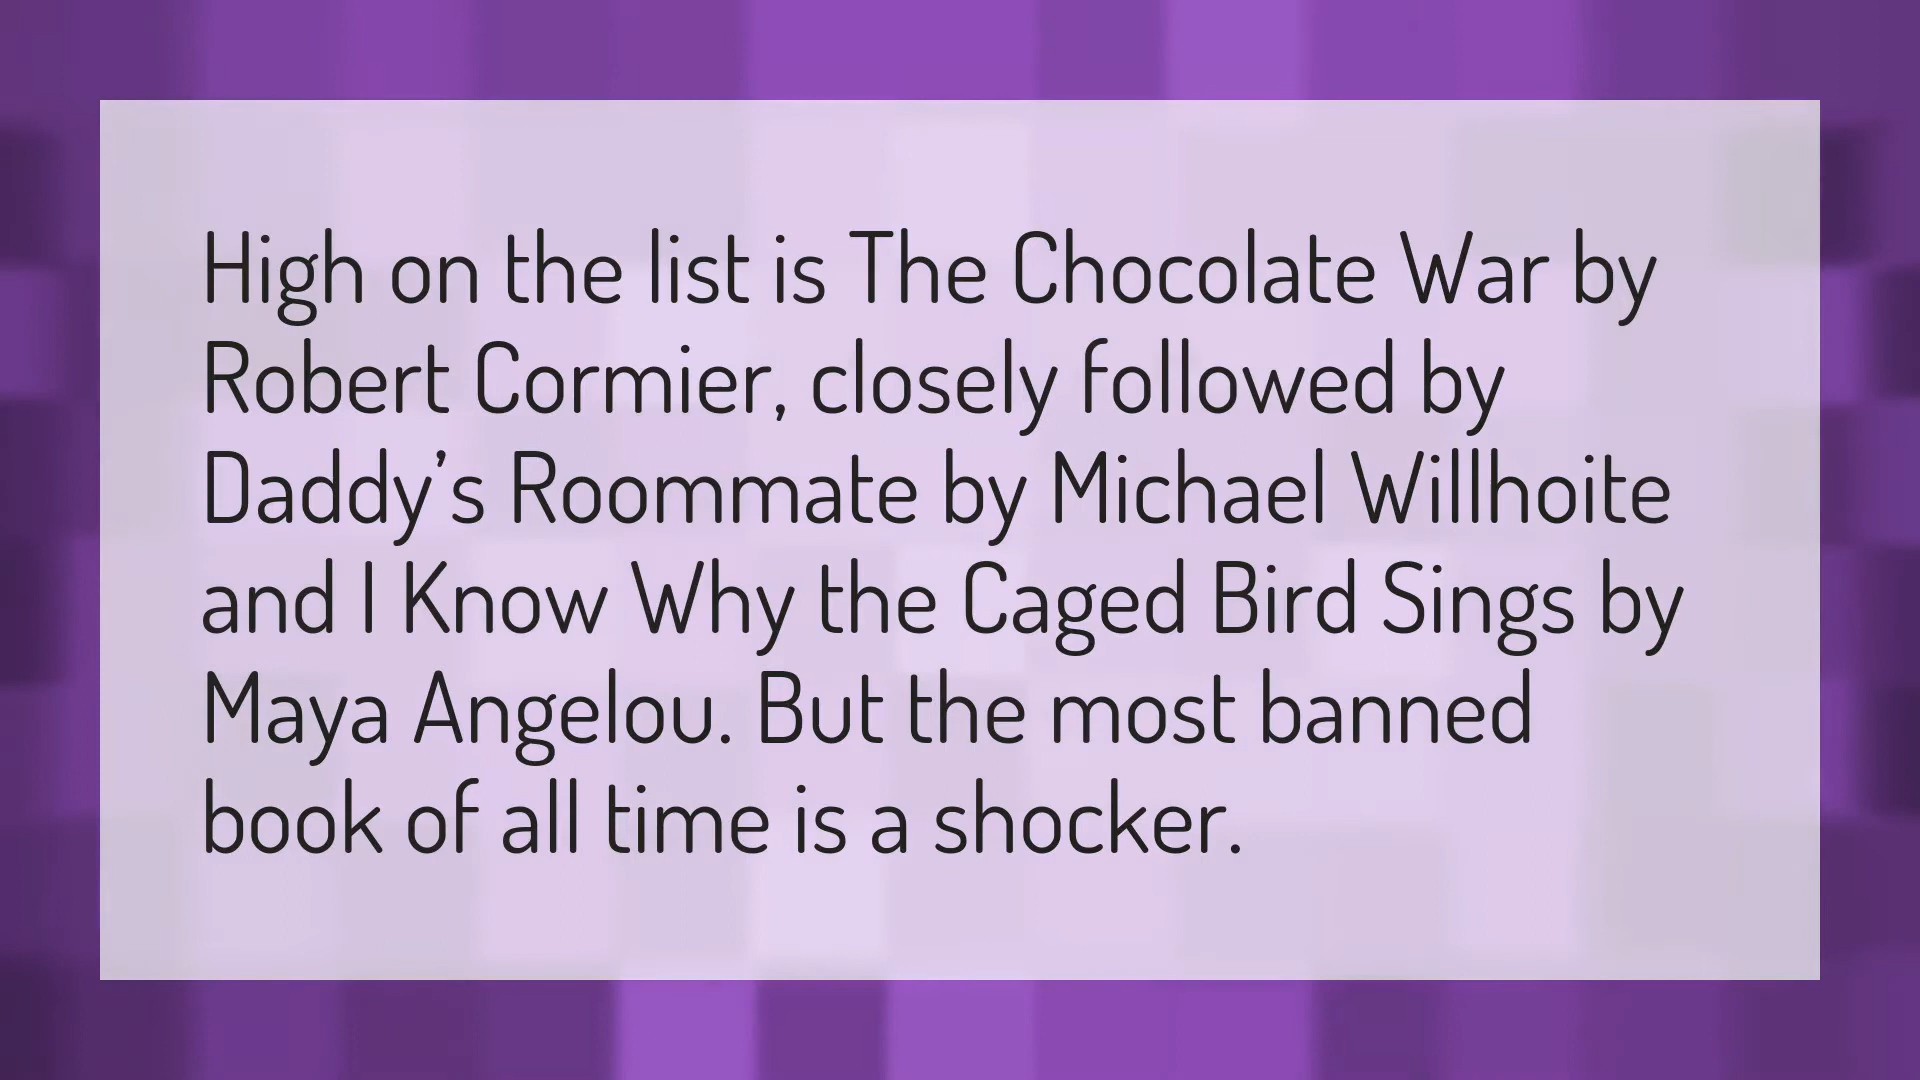 High on the list is The Chocolate War by
Robert Cormier, closely followed by
Daddy’s Roommate by Michael Willhoite
and I Know Why the Caged Bird Sings by
Maya Angelou. But the most banned
book of all time is a shocker.